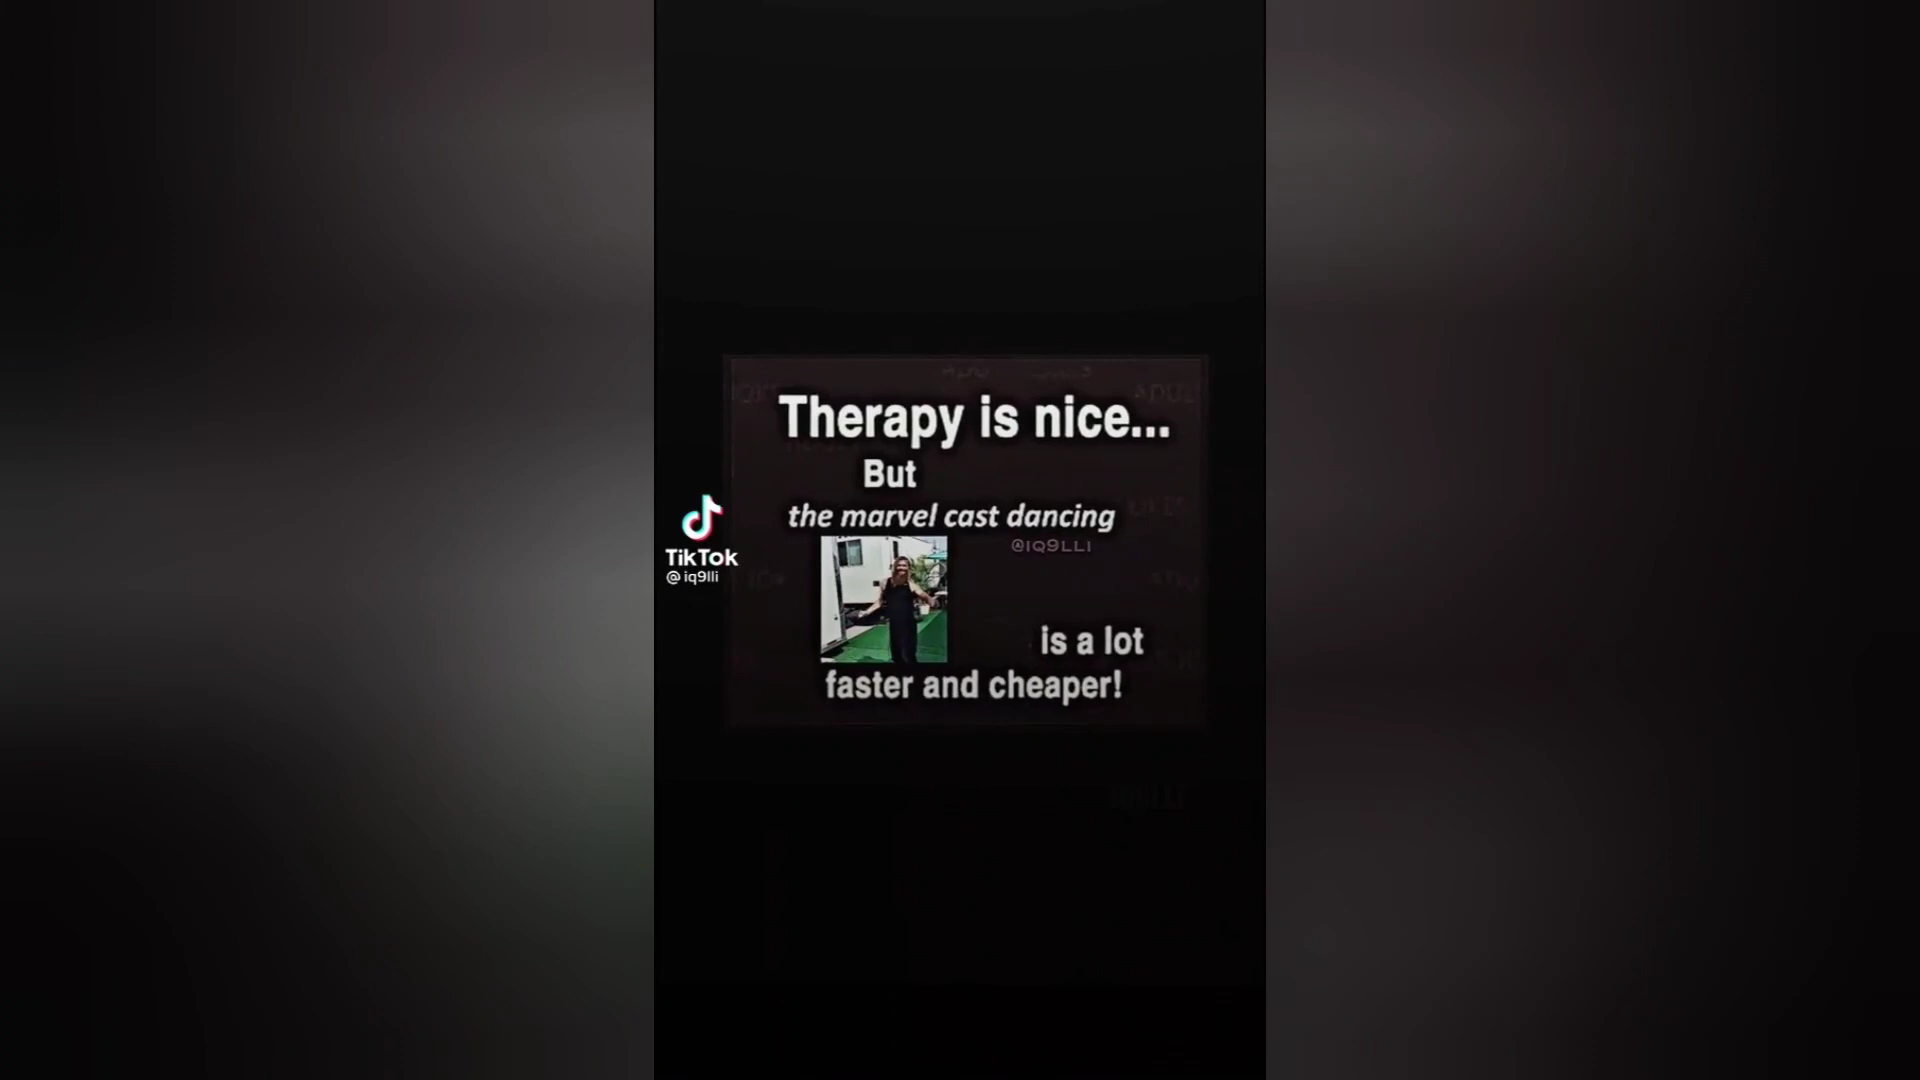 Therapy is nice...
But
the marvel cast dancing
@IQ9LLI
TikTok
@iq9lli
is a lot
faster and cheaper!